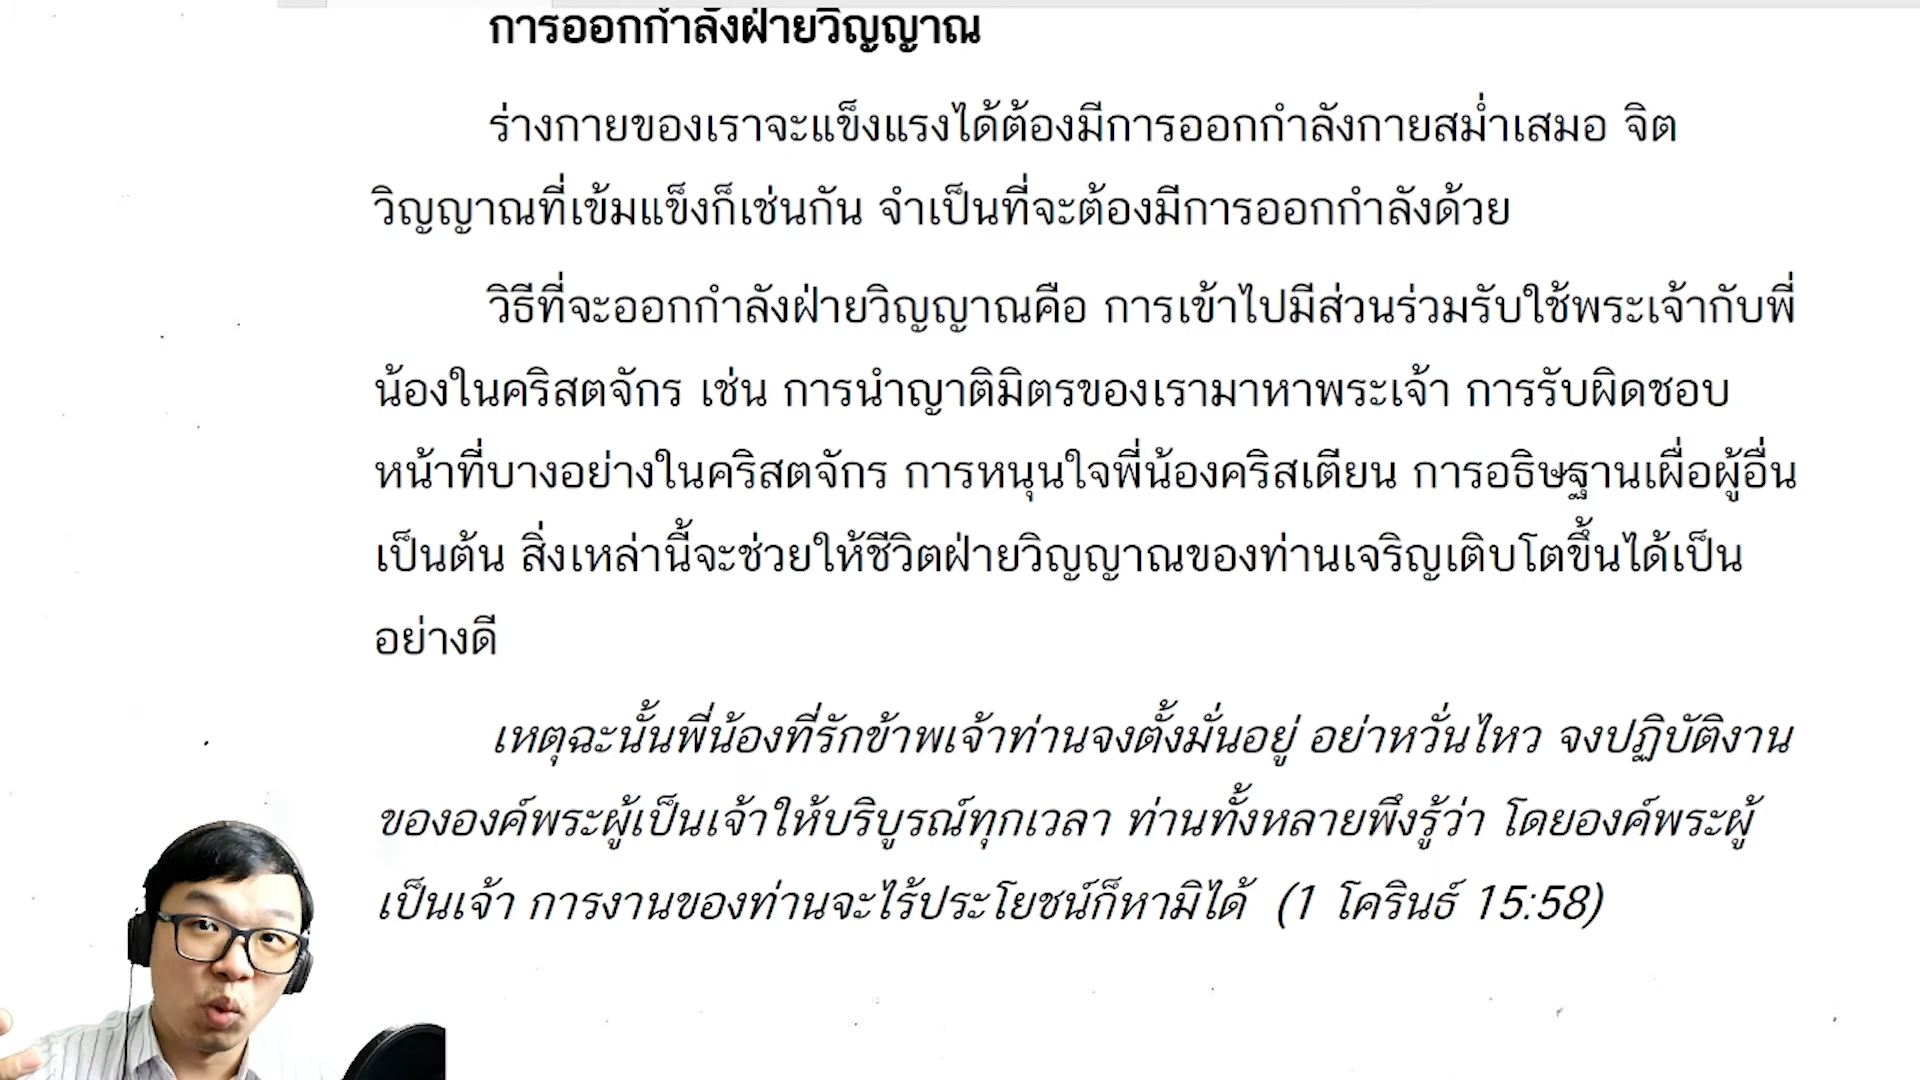 การออกกำลังฝ่ายวิญญาณ
ร่างกายของเราจะแข็งแรงได้ต้องมีการออกกำลังกายสม่ำเสมอ จิต
วิญญาณที่เข้มแข็งก็เช่นกัน จำเป็นที่จะต้องมีการออกกำลังด้วย
วิธีที่จะออกกำลังฝ่ายวิญญาณคือ การเข้าไปมีส่วนร่วมรับใช้พระเจ้ากับพี่
น้องในคริสตจักร เช่น การนำญาติมิตรของเรามาหาพระเจ้า การรับผิดชอบ
หน้าที่บางอย่างในคริสตจักร การหนุนใจพี่น้องคริสเตียน การอธิษฐานเผื่อผู้อื่น
เป็นต้น สิ่งเหล่านี้จะช่วยให้ชีวิตฝ่ายวิญญาณของท่านเจริญเติบโตขึ้นได้เป็น
อย่างดี
เหตุฉะนั้นพี่น้องที่รักข้าพเจ้าท่านจงตั้งมั่นอยู่ อย่าหวั่นไหว จงปฏิบัติงาน
ขององค์พระผู้เป็นเจ้าให้บริบูรณ์ทุกเวลา ท่านทั้งหลายพึงรู้ว่า โดยองค์พระผู้
เป็นเจ้า การงานของท่านจะไร้ประโยชน์ก็หามิได้ (1 โครินธ์ 15:58)